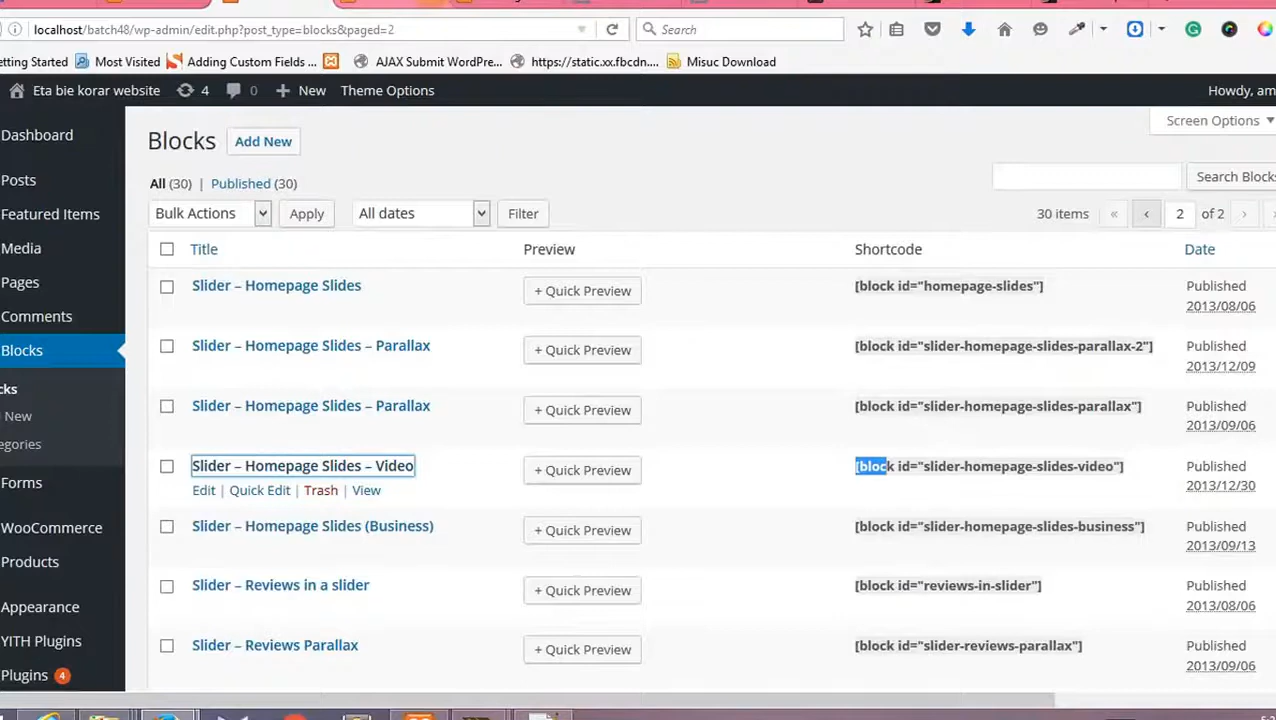 localhost/batch48/wp-admin/edit.php?post_type=blocks&paged=2
Search
etting Started Most Visited Adding Custom Fields ... AJAX Submit WordPre... https://static.xx.fbcdn.... Misuc Download
Eta bie korar website 4 0 + New Theme Options Howdy, am
Screen Options
Dashboard
Posts
Featured Items
Media
Pages
Comments
Blocks
cks
New
egories
Forms
WooCommerce
Products
Appearance
YITH Plugins
Plugins 4
Blocks Add New
All (30) | Published (30)
Search Blocks
Bulk Actions Apply All dates Filter 30 items « ‹ 2 of 2 ›
Title Preview Shortcode Date
Slider – Homepage Slides + Quick Preview [block id="homepage-slides"] Published
2013/08/06
Slider – Homepage Slides – Parallax + Quick Preview [block id="slider-homepage-slides-parallax-2"] Published
2013/12/09
Slider – Homepage Slides – Parallax + Quick Preview [block id="slider-homepage-slides-parallax"] Published
2013/09/06
Slider – Homepage Slides – Video + Quick Preview [block id="slider-homepage-slides-video"] Published
Edit | Quick Edit | Trash | View 2013/12/30
Slider – Homepage Slides (Business) + Quick Preview [block id="slider-homepage-slides-business"] Published
2013/09/13
Slider – Reviews in a slider + Quick Preview [block id="reviews-in-slider"] Published
2013/08/06
Slider – Reviews Parallax + Quick Preview [block id="slider-reviews-parallax"] Published
2013/09/06